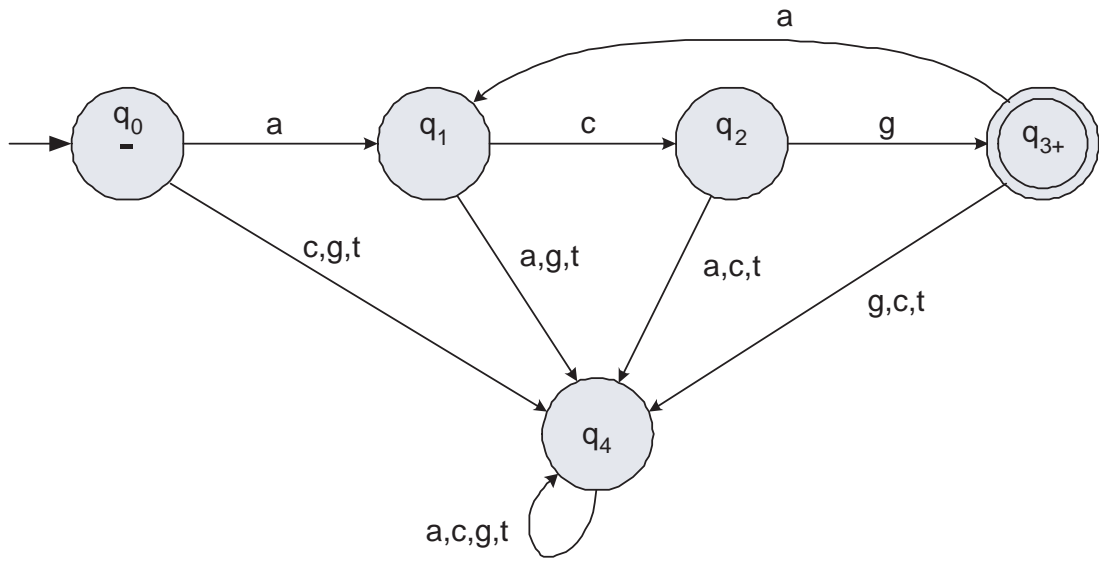 a
q0
-
a
q1
c
q2
g
q3+
c,g,t
a,g,t
a,c,t
g,c,t
q4
a,c,g,t